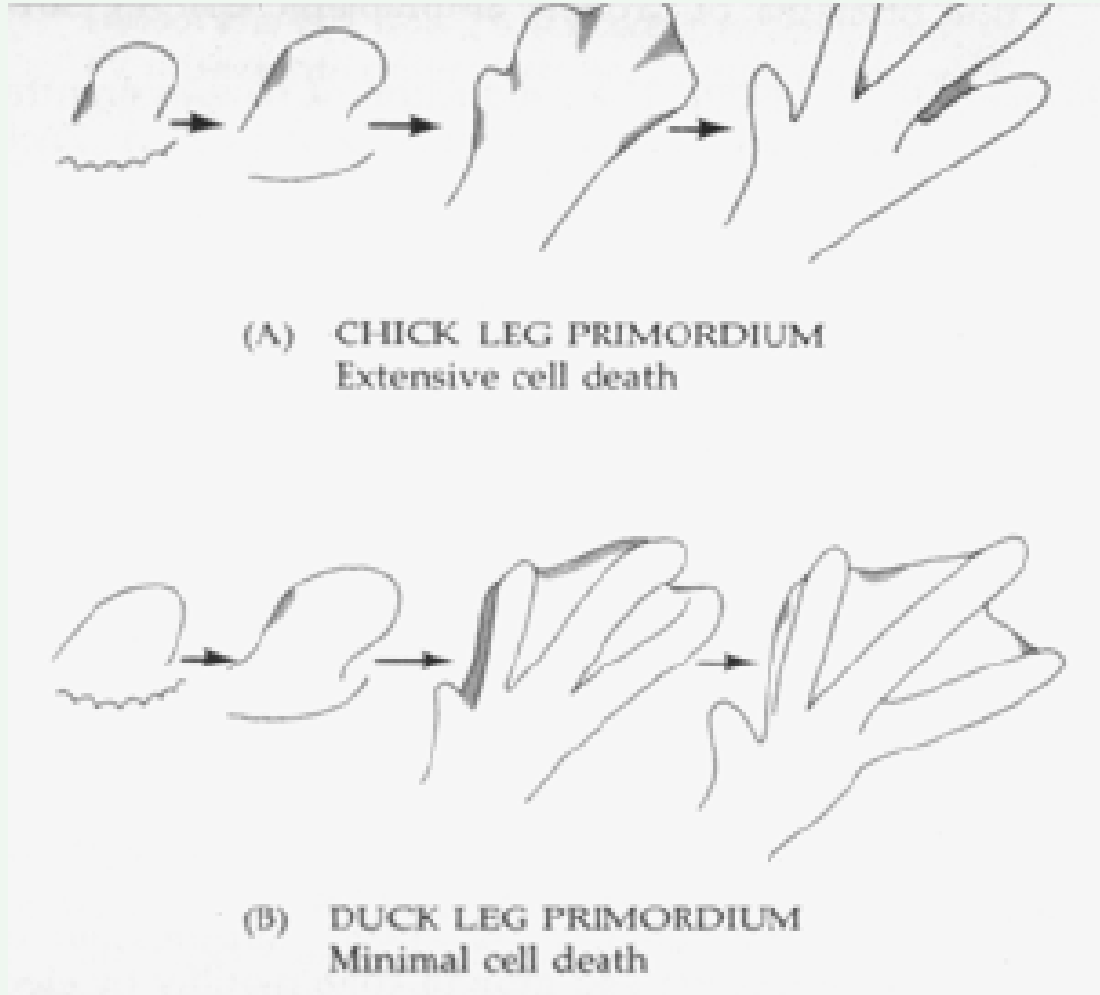 (A) CHICK LEG PRIMORDIUM
Extensive cell death
(B) DUCK LEG PRIMORDIUM
Minimal cell death